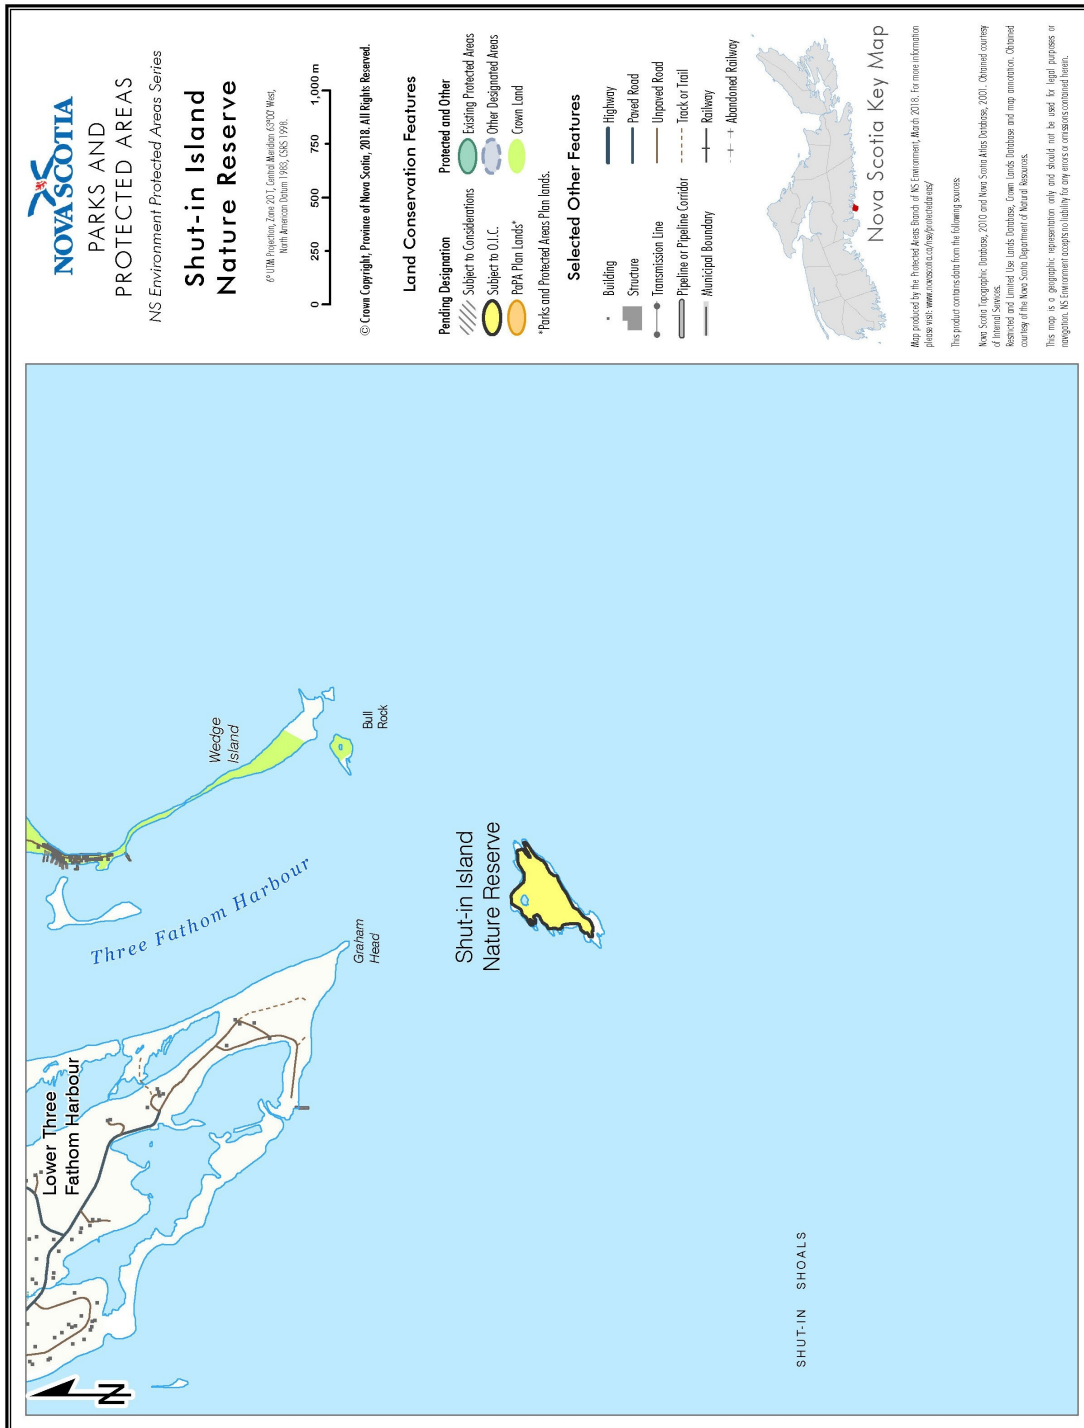 NOVA SCOTIA
PARKS AND
PROTECTED AREAS
NS Environment Protected Areas Series
Shut-in Island
Nature Reserve
6° UTM Projection, Zone 20 T, Central Meridian 63°00' West,
North American Datum 1983, CSRS 1998.
0 250 500 750 1,000 m
© Crown Copyright, Province of Nova Scotia, 2018. All Rights Reserved.
Land Conservation Features
Pending Designation
Subject to Considerations
Subject to O.I.C.
PaPA Plan Lands*
Protected and Other
Existing Protected Areas
Other Designated Areas
Crown Land
*Parks and Protected Areas Plan lands.
Selected Other Features
Building
Structure
Transmission Line
Pipeline or Pipeline Corridor
Municipal Boundary
Highway
Paved Road
Unpaved Road
Track or Trail
Railway
Abandoned Railway
Nova Scotia Key Map
Map produced by the Protected Areas Branch of NS Environment, March 2018. For more information
please visit: www.novascotia.ca/nse/protectedareas/
This product contains data from the following sources:
Nova Scotia Topographic Database, 2010 and Nova Scotia Atlas Database, 2001. Obtained courtesy
of Internal Services.
Restricted and Limited Use Lands Database, Crown Lands Database and map annotation. Obtained
courtesy of the Nova Scotia Department of Natural Resources.
This map is a geographic representation only and should not be used for legal purposes or
navigation. NS Environment accepts no liability for any errors or omissions contained herein.
N
Lower Three
Fathom Harbour
Three Fathom Harbour
Wedge
Island
Bull
Rock
Graham
Head
Shut-in Island
Nature Reserve
SHUT-IN SHOALS